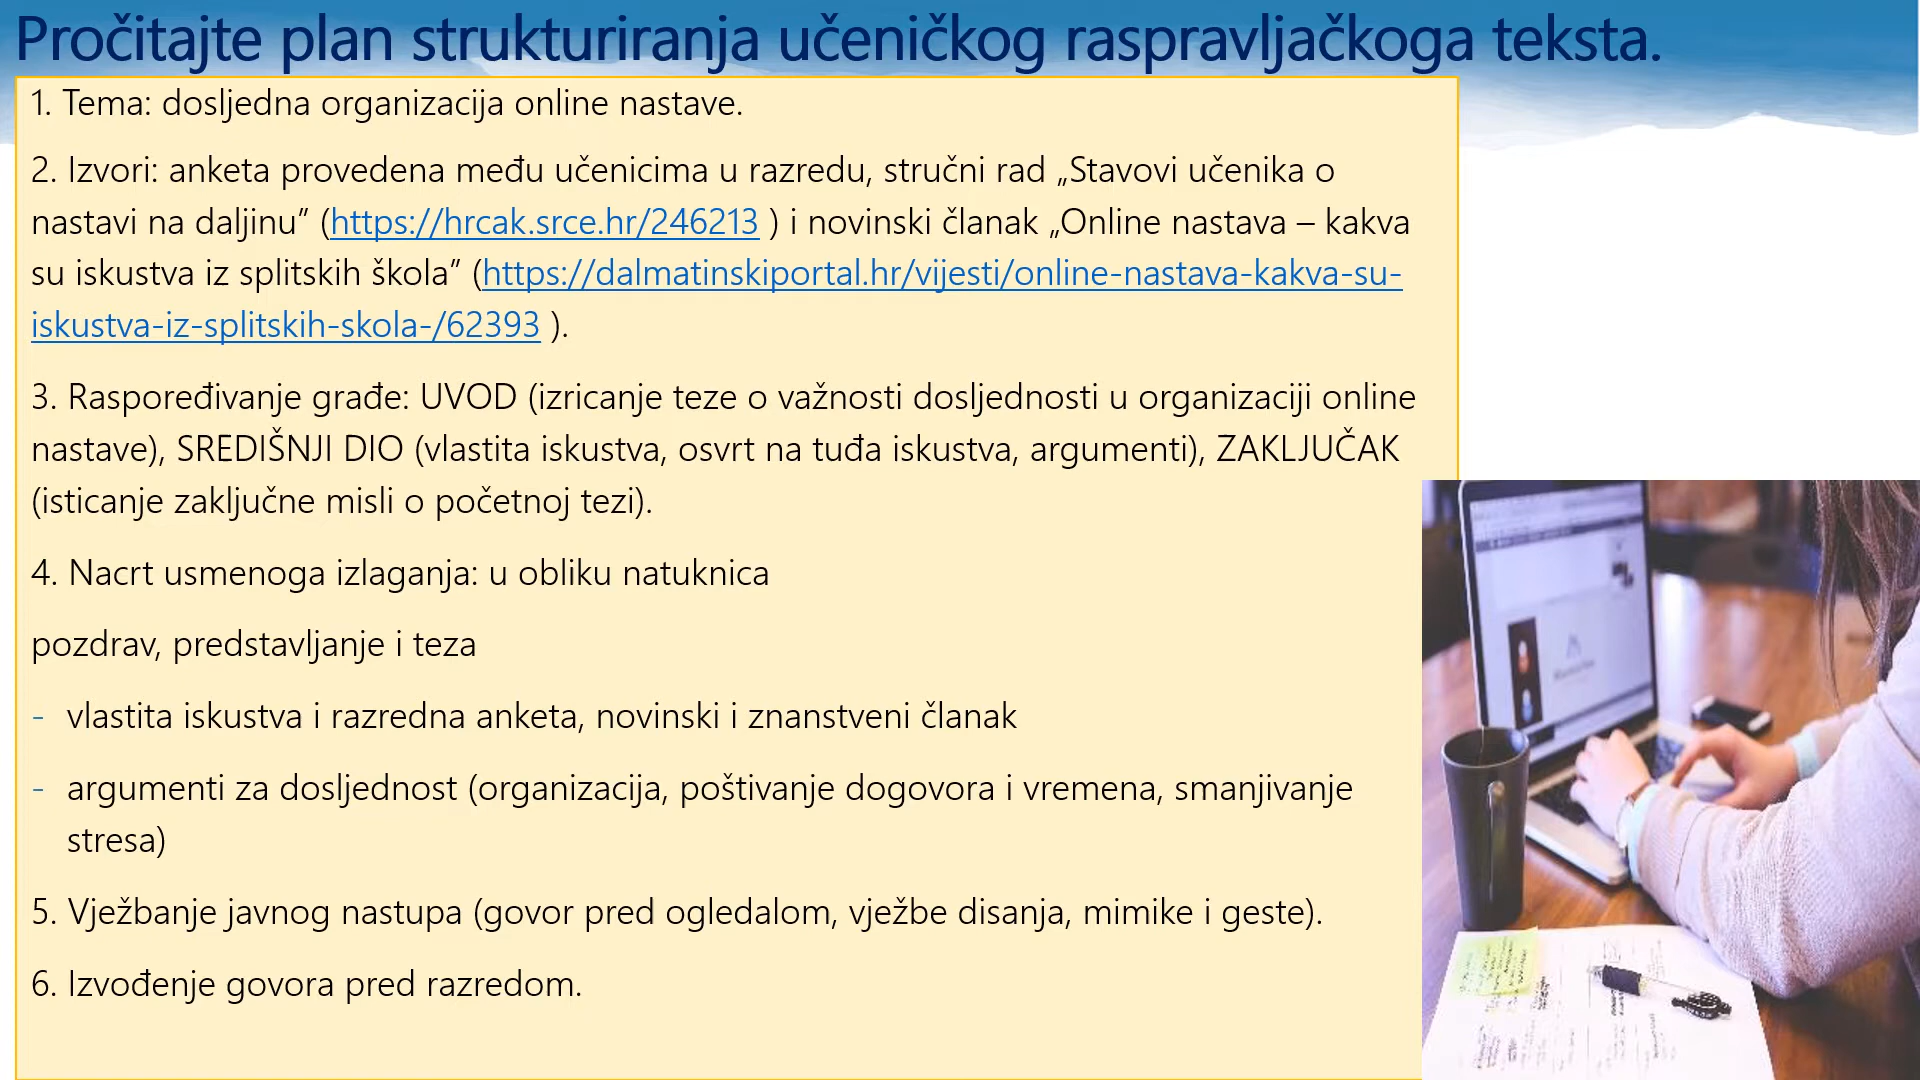 Pročitajte plan strukturiranja učeničkog raspravljačkoga teksta.
1. Tema: dosljedna organizacija online nastave.
2. Izvori: anketa provedena među učenicima u razredu, stručni rad „Stavovi učenika o
nastavi na daljinu” (https://hrcak.srce.hr/246213 ) i novinski članak „Online nastava – kakva
su iskustva iz splitskih škola” (https://dalmatinskiportal.hr/vijesti/online-nastava-kakva-su-
iskustva-iz-splitskih-skola-/62393 ).
3. Raspoređivanje građe: UVOD (izricanje teze o važnosti dosljednosti u organizaciji online
nastave), SREDIŠNJI DIO (vlastita iskustva, osvrt na tuđa iskustva, argumenti), ZAKLJUČAK
(isticanje zaključne misli o početnoj tezi).
4. Nacrt usmenoga izlaganja: u obliku natuknica
pozdrav, predstavljanje i teza
- vlastita iskustva i razredna anketa, novinski i znanstveni članak
- argumenti za dosljednost (organizacija, poštivanje dogovora i vremena, smanjivanje
stresa)
5. Vježbanje javnog nastupa (govor pred ogledalom, vježbe disanja, mimike i geste).
6. Izvođenje govora pred razredom.